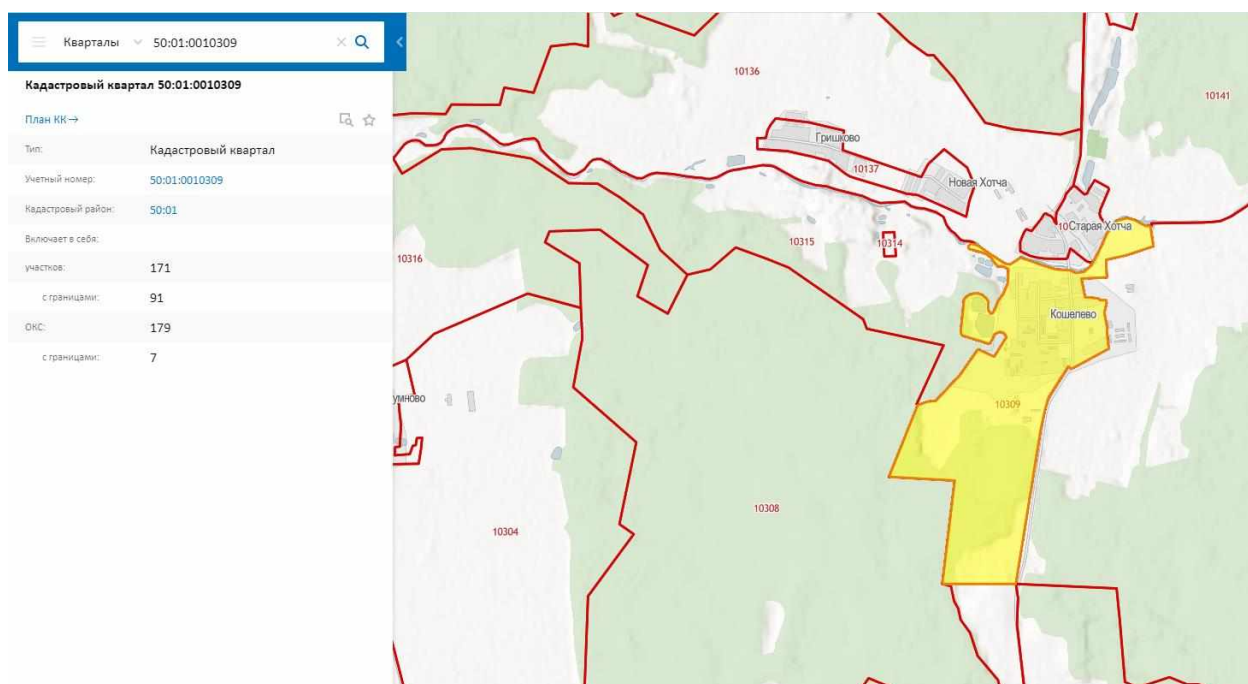 Кварталы 50:01:0010309
Кадастровый квартал 50:01:0010309
План КК→
Тип: Кадастровый квартал
Учетный номер: 50:01:0010309
Кадастровый район: 50:01
Включает в себя:
участков: 171
с границами: 91
ОКС: 179
с границами: 7
10136
10141
Гришково
10137
Новая Хотча
10
Старая Хотча
10315
10314
10316
Кошелево
умново
10309
10308
10304